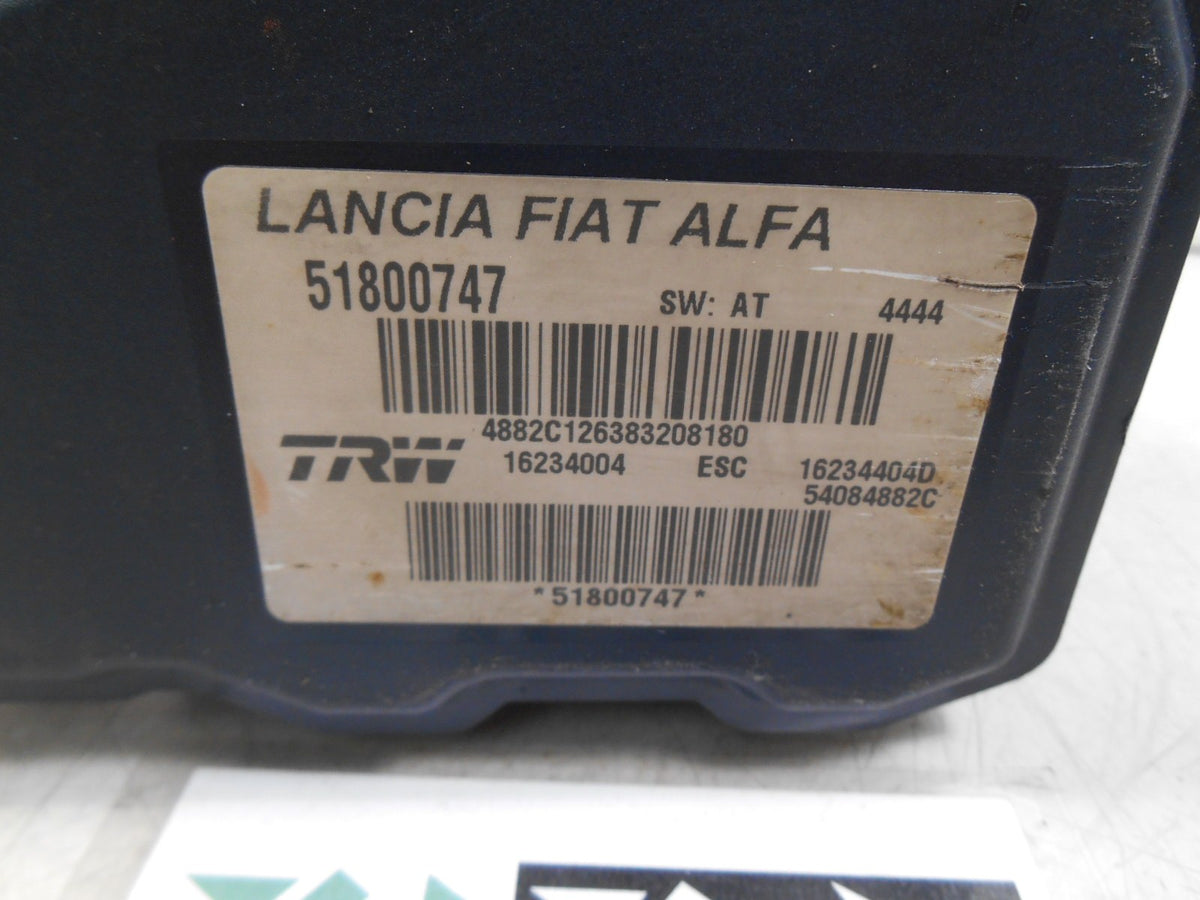 LANCIA FIAT ALFA
51800747 SW: AT 4444
4882C126383208180
TRW 16234004 ESC 16234404D
54084882C
*51800747*